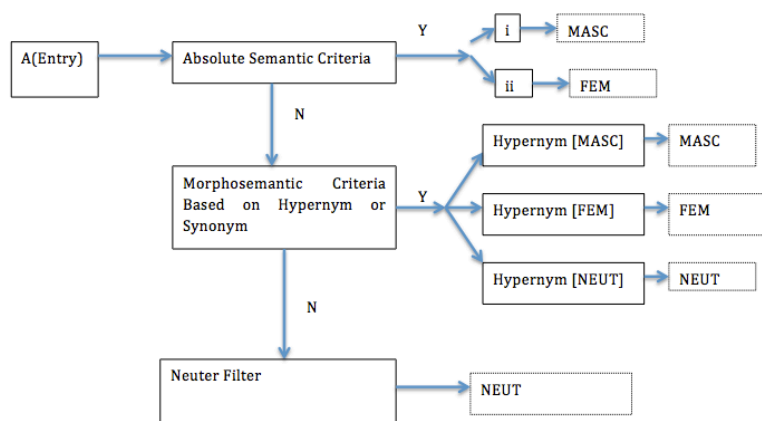 Y
i
MASC
A(Entry)
Absolute Semantic Criteria
ii
FEM
N
Hypernym [MASC]
MASC
Morphosemantic Criteria
Based on Hypernym or
Synonym
Y
Hypernym [FEM]
FEM
Hypernym [NEUT]
NEUT
N
Neuter Filter
NEUT